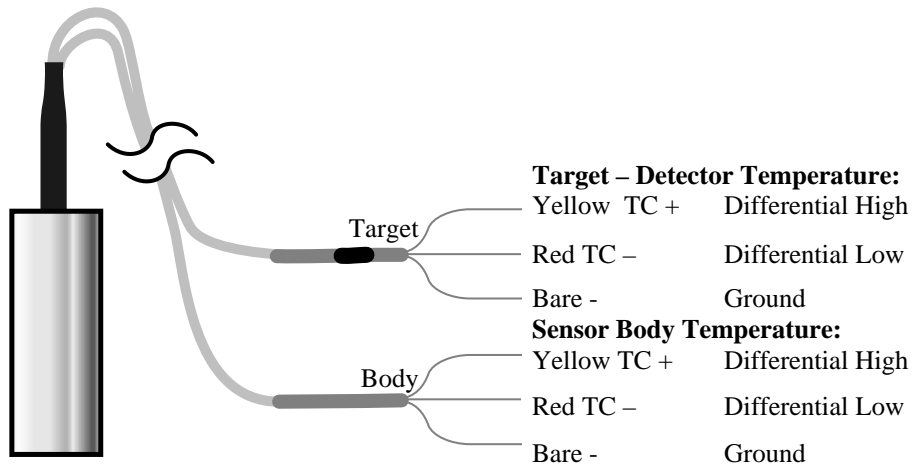 Target – Detector Temperature:
Yellow TC + Differential High
Target
Red TC – Differential Low
Bare - Ground
Sensor Body Temperature:
Yellow TC + Differential High
Body
Red TC – Differential Low
Bare - Ground